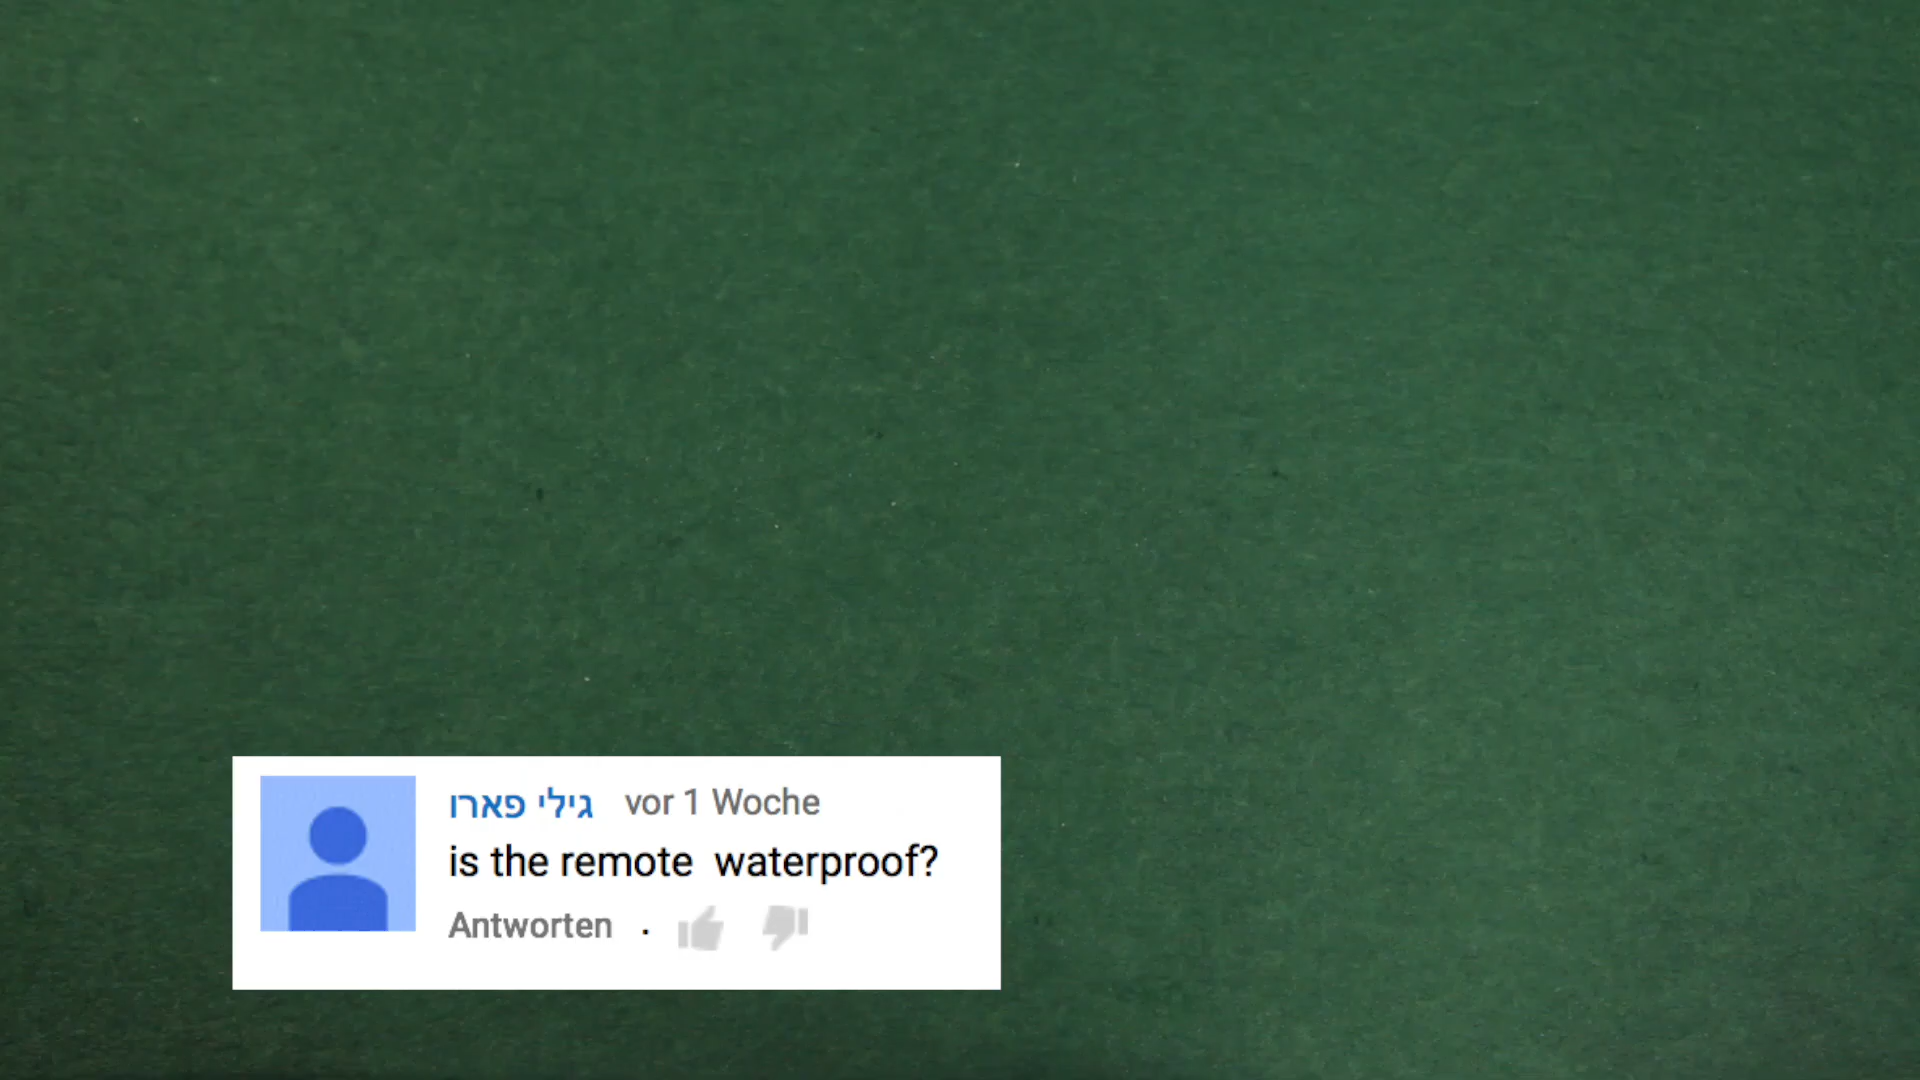 גילי פארו vor 1 Woche
is the remote  waterproof?
Antworten .